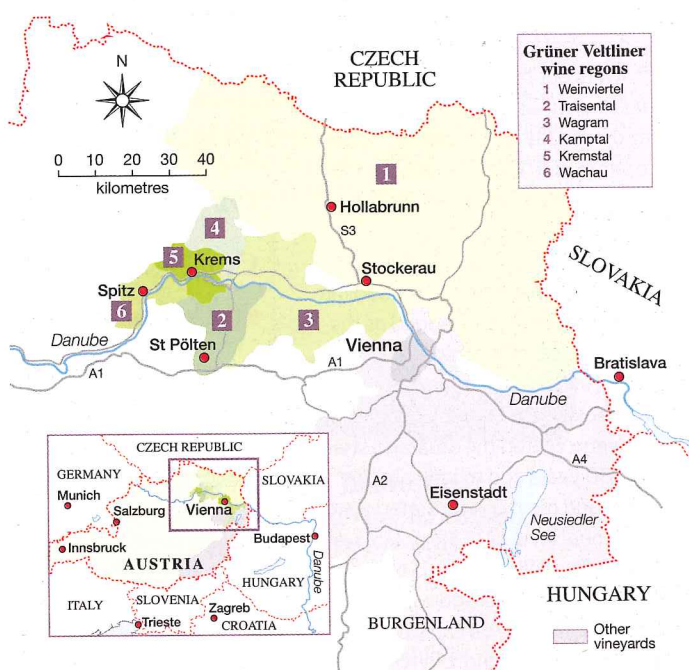 CZECH
REPUBLIC
Grüner Veltliner
wine regons
1 Weinviertel
2 Traisental
3 Wagram
4 Kamptal
5 Kremstal
6 Wachau
N
0 10 20 30 40
kilometres
1
Hollabrunn
S3
4
5
Krems
Stockerau
SLOVAKIA
Spitz
6
2
3
Danube
St Pölten
Vienna
A1
A1
Bratislava
Danube
A2
A4
Eisenstadt
Neusiedler
See
HUNGARY
BURGENLAND
Other
vineyards
CZECH REPUBLIC
GERMANY
SLOVAKIA
Munich
Salzburg
Vienna
Budapest
Innsbruck
AUSTRIA
Danube
HUNGARY
ITALY
SLOVENIA
Zagreb
Trieste
CROATIA